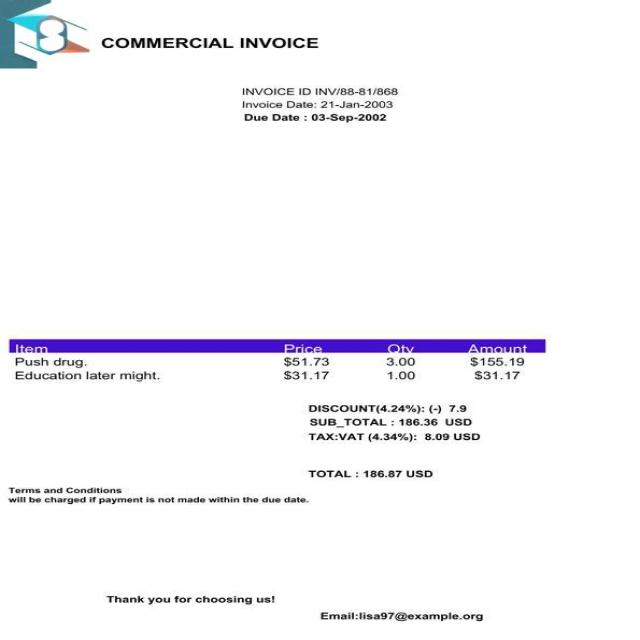 8
COMMERCIAL INVOICE
INVOICE ID INV/88-81/868
Invoice Date: 21-Jan-2003
Due Date : 03-Sep-2002
Item Price Qty Amount
Push drug. $51.73 3.00 $155.19
Education later might. $31.17 1.00 $31.17
DISCOUNT(4.24%): (-) 7.9
SUB_TOTAL : 186.36 USD
TAX:VAT (4.34%): 8.09 USD
TOTAL : 186.87 USD
Terms and Conditions
will be charged if payment is not made within the due date.
Thank you for choosing us!
Email:lisa97@example.org